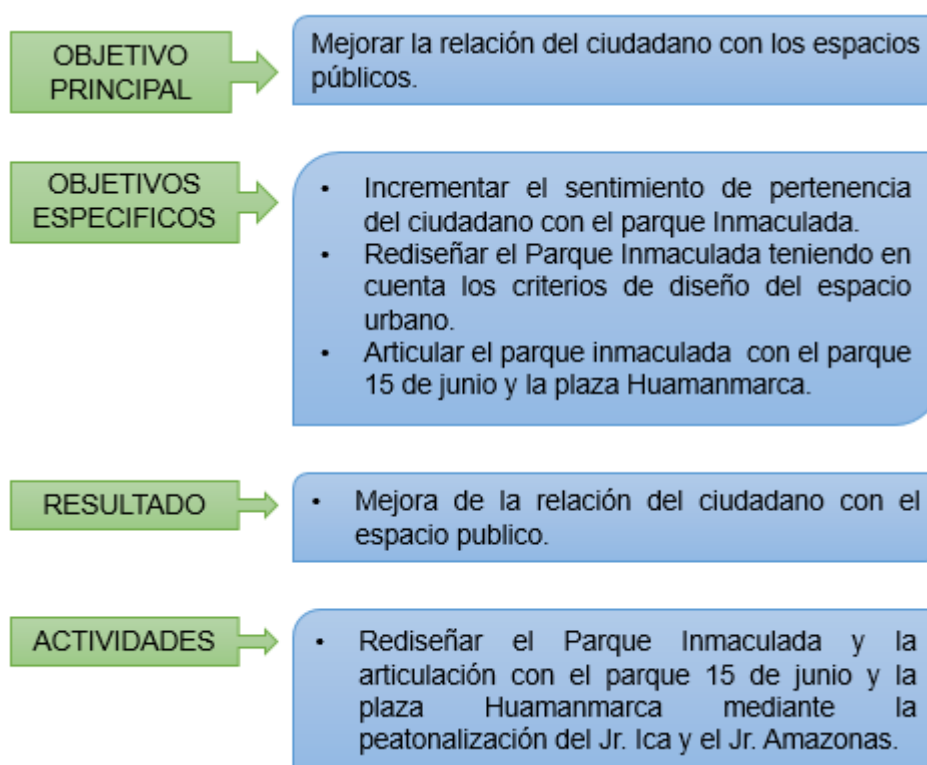 OBJETIVO
PRINCIPAL
Mejorar la relación del ciudadano con los espacios
públicos.
OBJETIVOS
ESPECIFICOS
• Incrementar el sentimiento de pertenencia
del ciudadano con el parque Inmaculada.
• Rediseñar el Parque Inmaculada teniendo en
cuenta los criterios de diseño del espacio
urbano.
• Articular el parque inmaculada con el parque
15 de junio y la plaza Huamanmarca.
RESULTADO
• Mejora de la relación del ciudadano con el
espacio publico.
ACTIVIDADES
• Rediseñar el Parque Inmaculada y la
articulación con el parque 15 de junio y la
plaza Huamanmarca mediante la
peatonalización del Jr. Ica y el Jr. Amazonas.